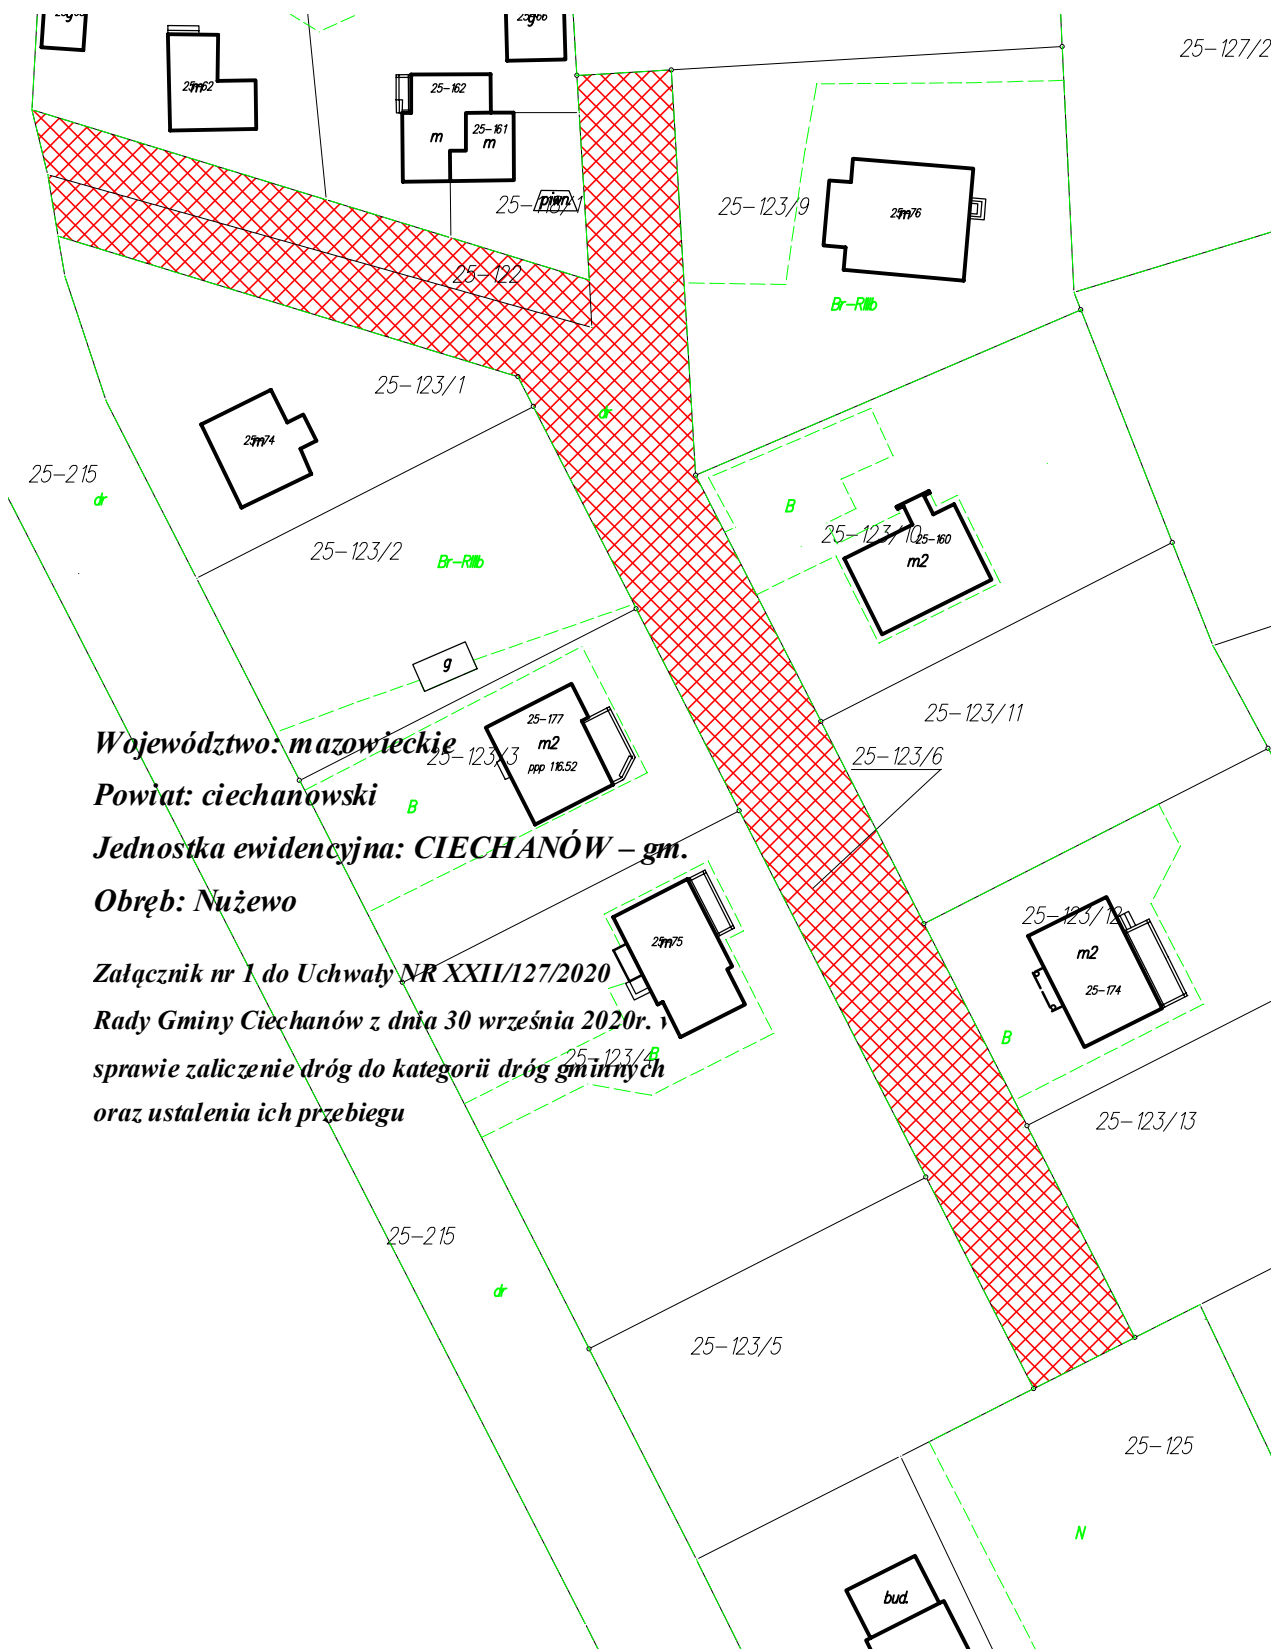 25-127/2
m
25-162
25-161
m
m
piwn.
25-123/9
25-122
Br-RIIIb
25-123/1
dr
25-215
dr
B
25-123/10
25-160
m2
25-123/2
Br-RIIIb
g
25-177
m2
ppp 116.52
25-123/3
25-123/11
25-123/6
Województwo: mazowieckie
Powiat: ciechanowski
B
Jednostka ewidencyjna: CIECHANÓW – gm.
Obręb: Nużewo
25-123/12
m2
25-174
B
Załącznik nr 1 do Uchwały NR XXII/127/2020
Rady Gminy Ciechanów z dnia 30 września 2020r. w
sprawie zaliczenie dróg do kategorii dróg gminnych
oraz ustalenia ich przebiegu
25-123/4
B
25-123/13
25-215
dr
25-123/5
25-125
N
bud.